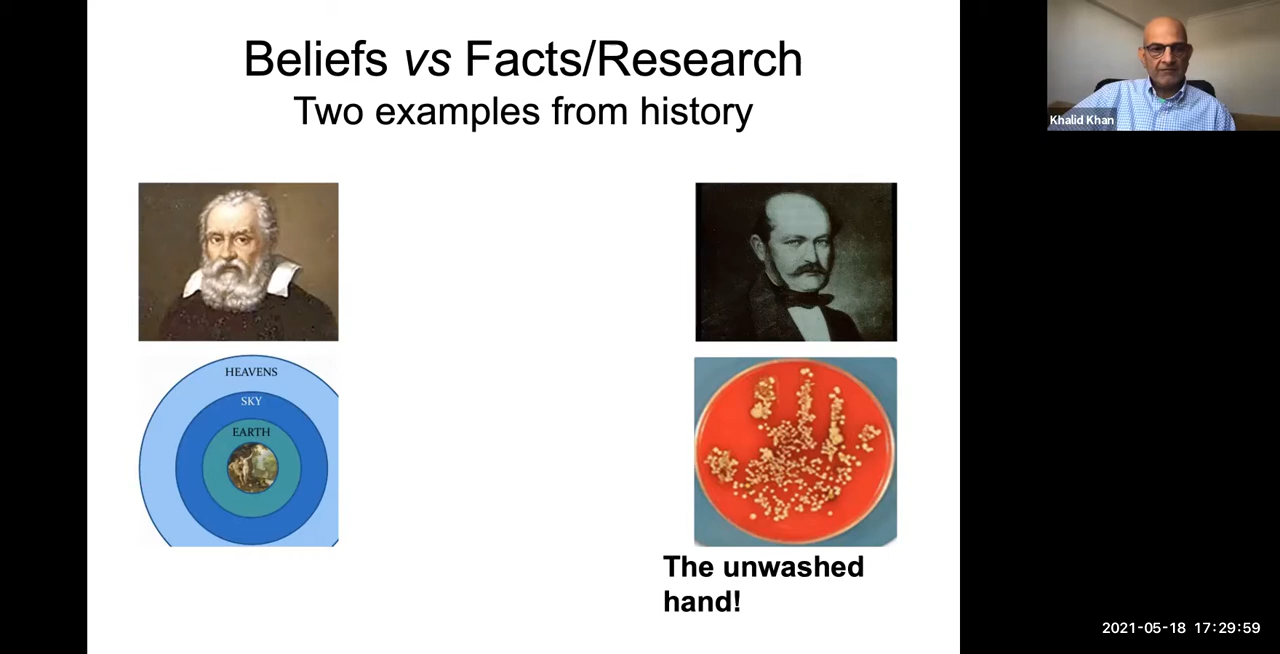 Beliefs vs Facts/Research
Two examples from history
Khalid Khan
HEAVENS
SKY
EARTH
The unwashed
hand!
2021-05-18 17:29:59